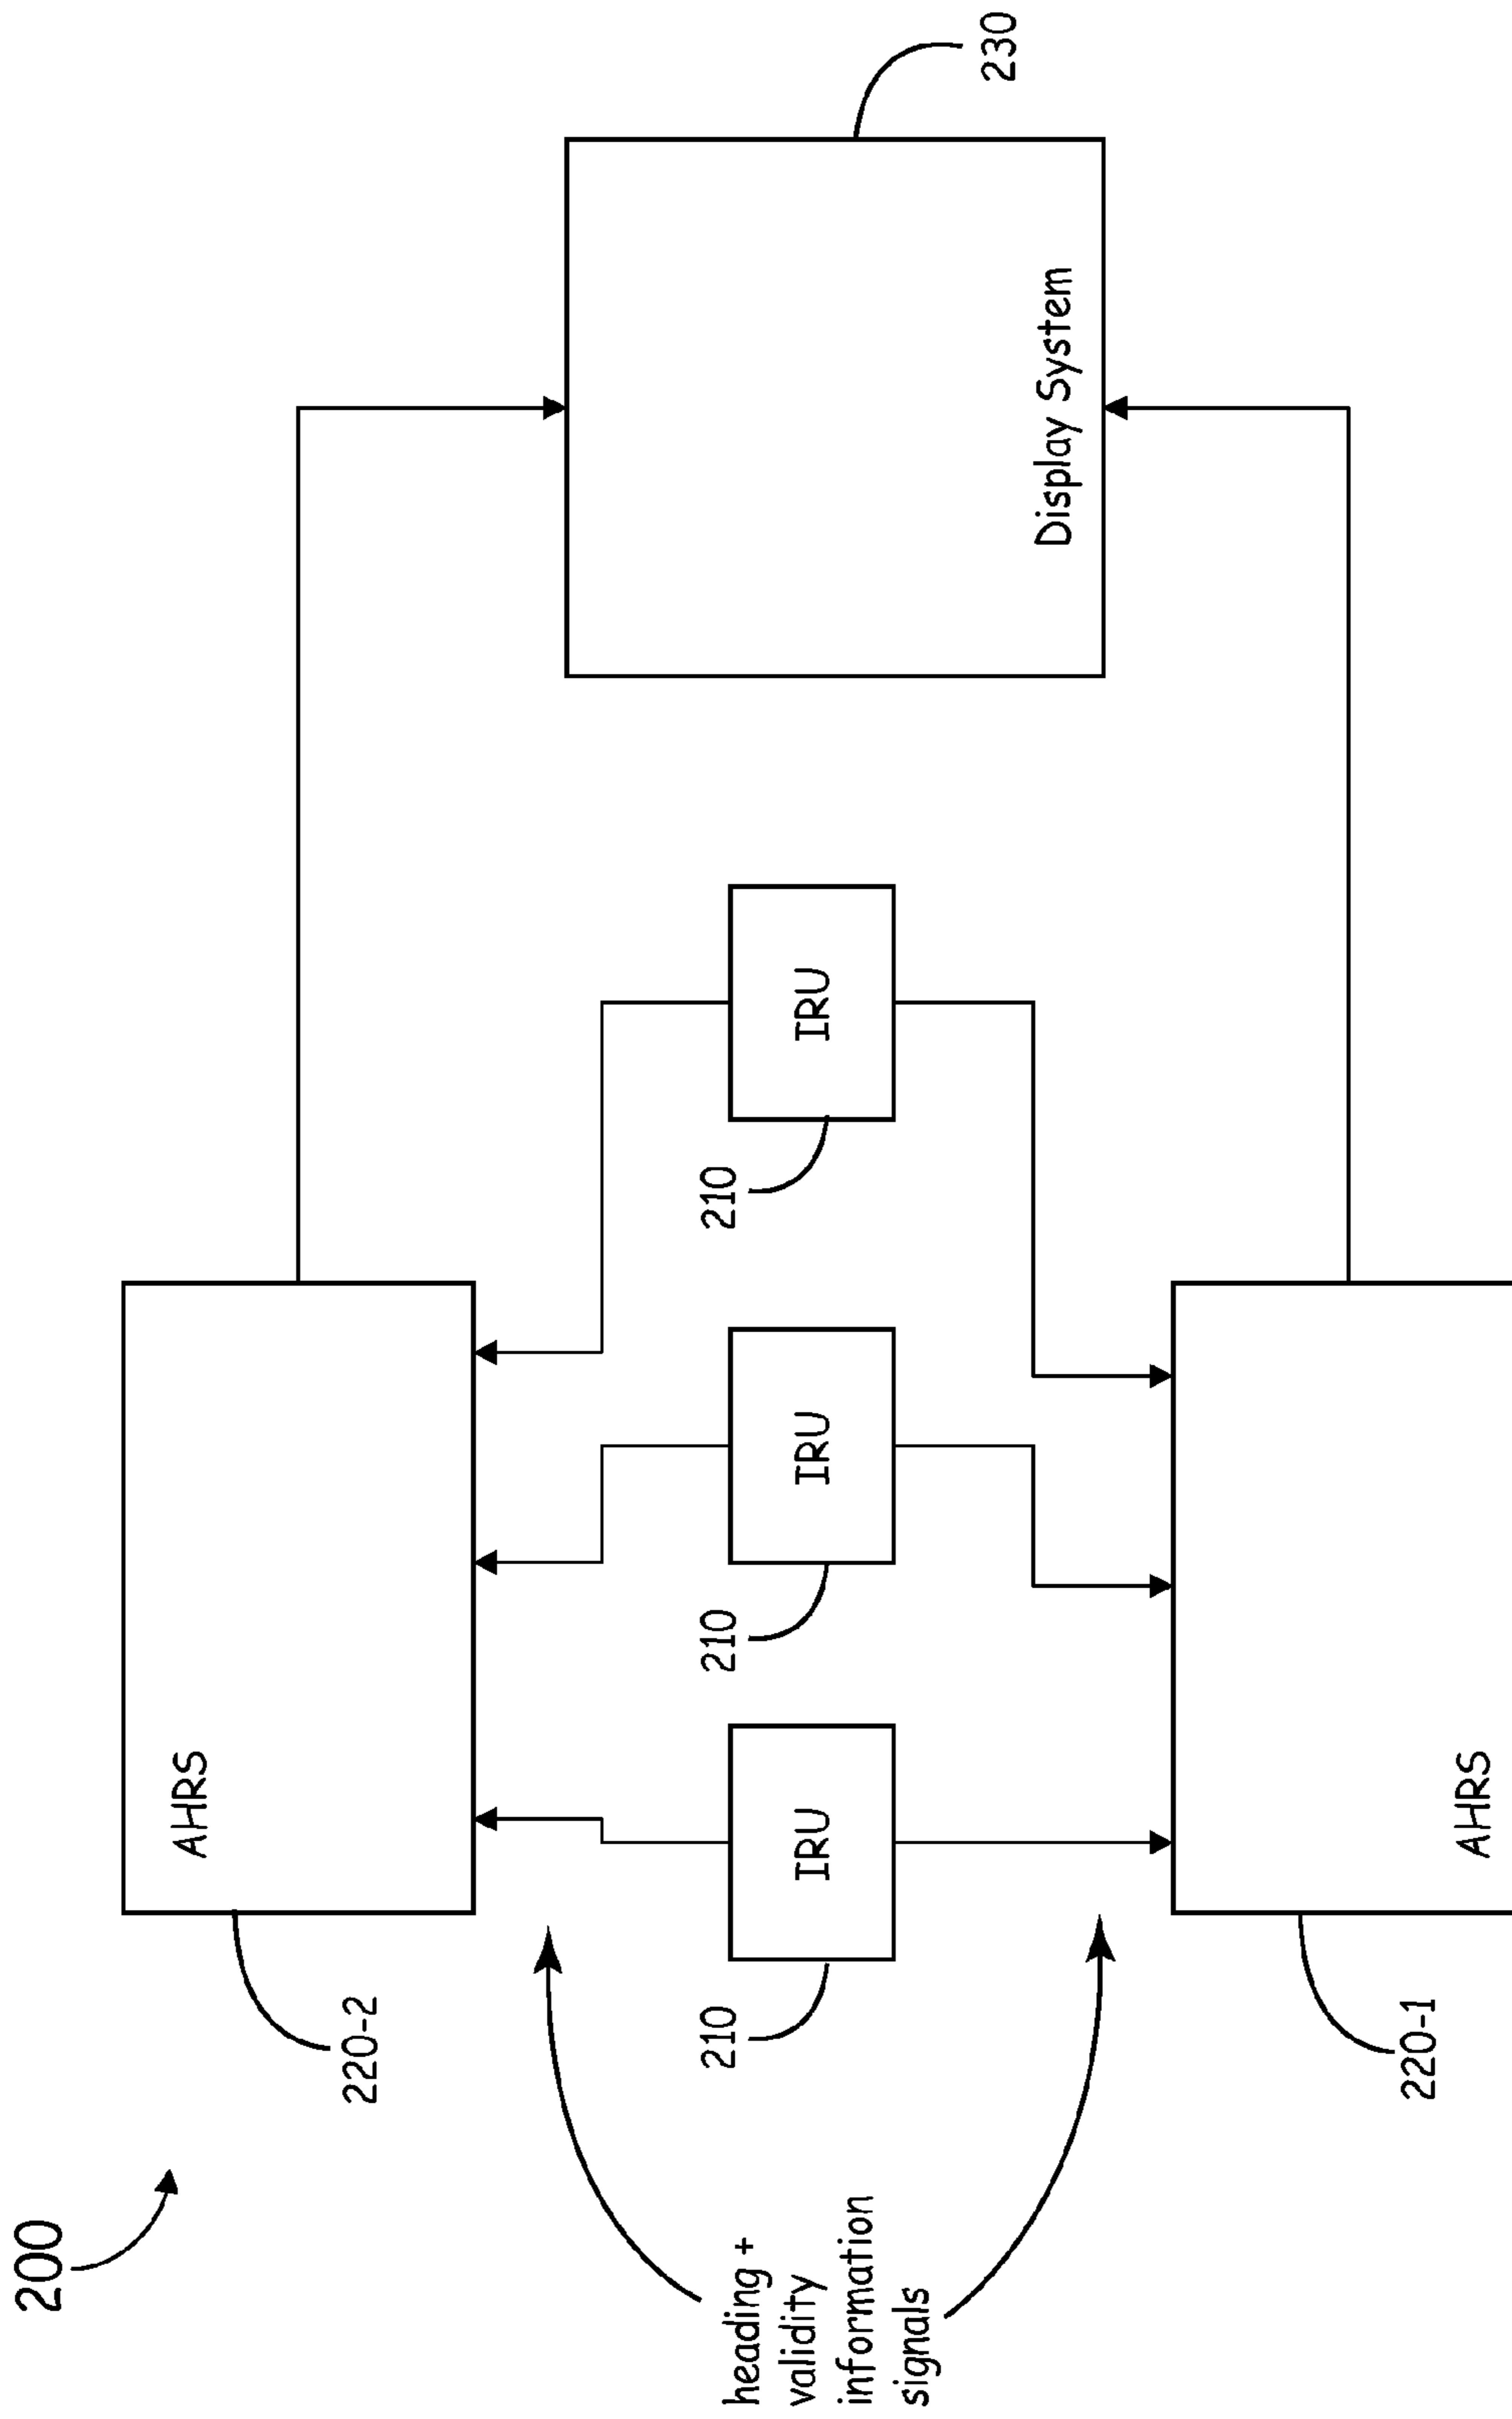 200
220-2
AHRS
heading +
validity
information
signals
210
IRU
210
IRU
210
IRU
Display System
230
220-1
AHRS